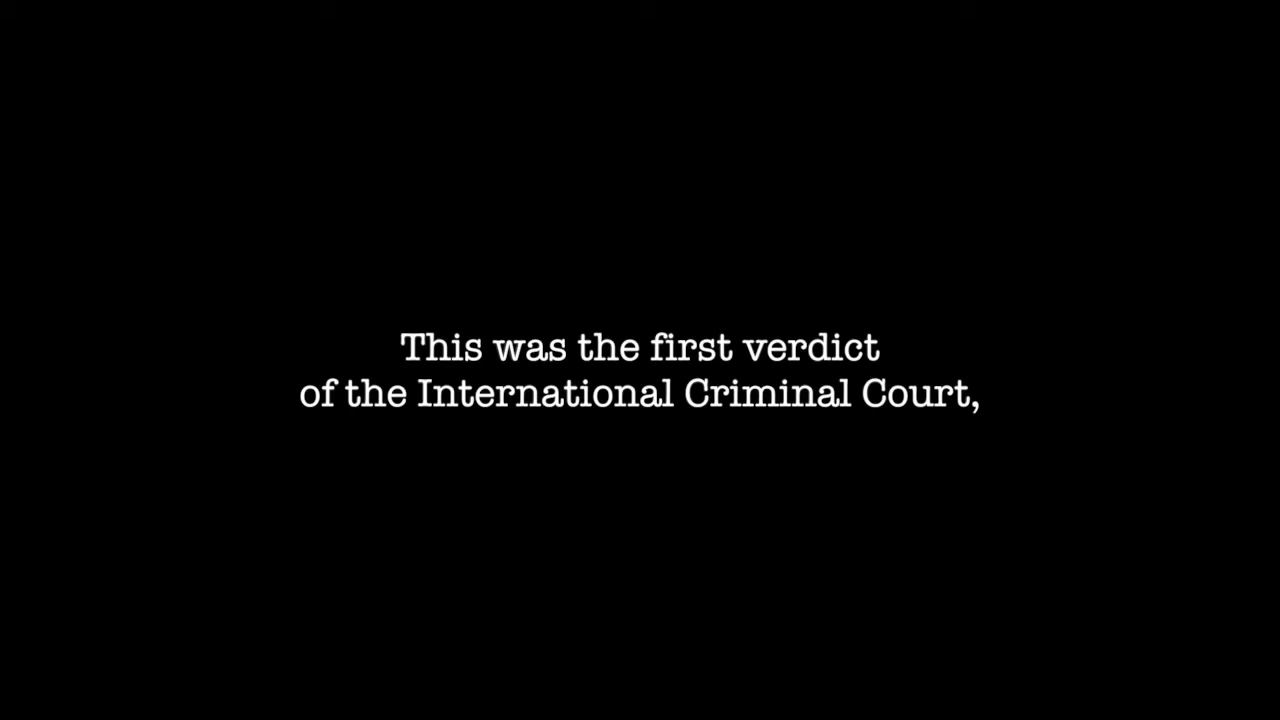 This was the first verdict
of the International Criminal Court,